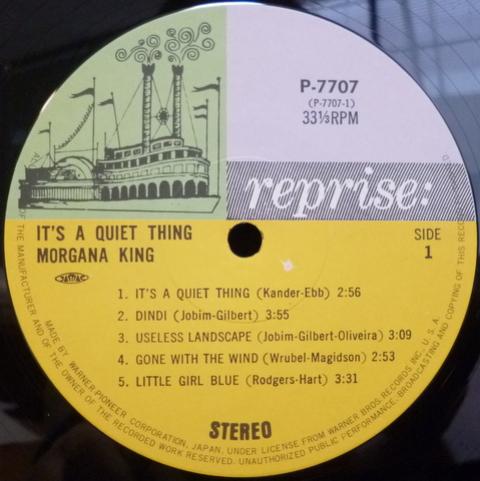 P-7707
(P-7707-1)
33⅓RPM
reprise:
IT'S A QUIET THING
MORGANA KING
SIDE
1
JASRAC
1. IT'S A QUIET THING (Kander-Ebb) 2:56
2. DINDI (Jobim-Gilbert) 3:55
3. USELESS LANDSCAPE (Jobim-Gilbert-Oliveira) 3:09
4. GONE WITH THE WIND (Wrubel-Magidson) 2:53
5. LITTLE GIRL BLUE (Rodgers-Hart) 3:31
STEREO
MADE BY WARNER PIONEER CORPORATION, JAPAN, UNDER LICENSE FROM WARNER BROS. RECORDS INC., U.S.A.
OF THE MANUFACTURER AND OF THE OWNER OF THE RECORDED WORK RESERVED. UNAUTHORIZED PUBLIC PERFORMANCE, BROADCASTING AND COPYING OF THIS REC